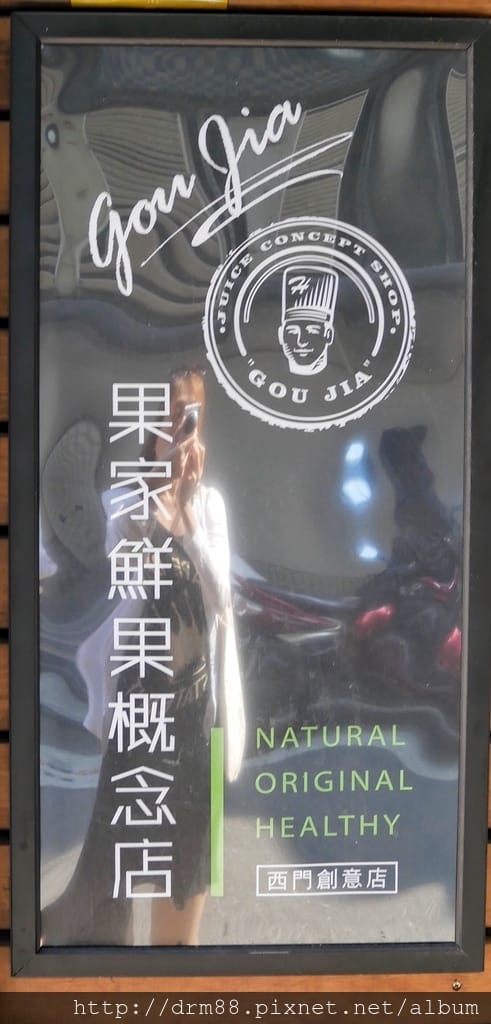 Gou Jia
·JUICE CONCEPT SHOP·
H
"GOU JIA"
果家鮮果概念店
NATURAL
ORIGINAL
HEALTHY
西門創意店
http://drm88.pixnet.net/album